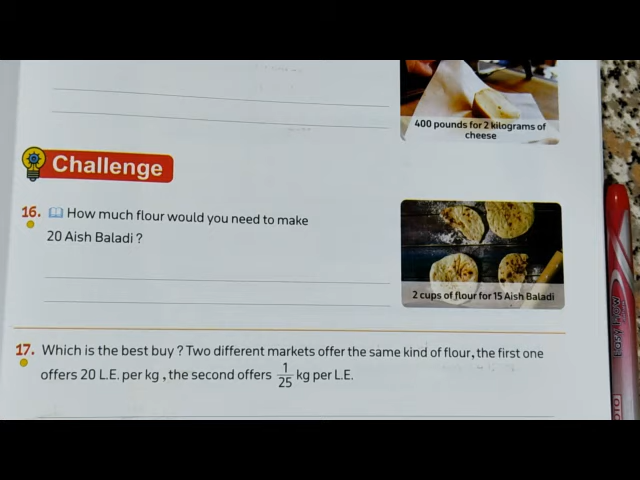 400 pounds for 2 kilograms of
cheese
Challenge
16. How much flour would you need to make
20 Aish Baladi ?
2 cups of flour for 15 Aish Baladi
17. Which is the best buy ? Two different markets offer the same kind of flour, the first one
offers 20 L.E. per kg , the second offers 1/25 kg per L.E.